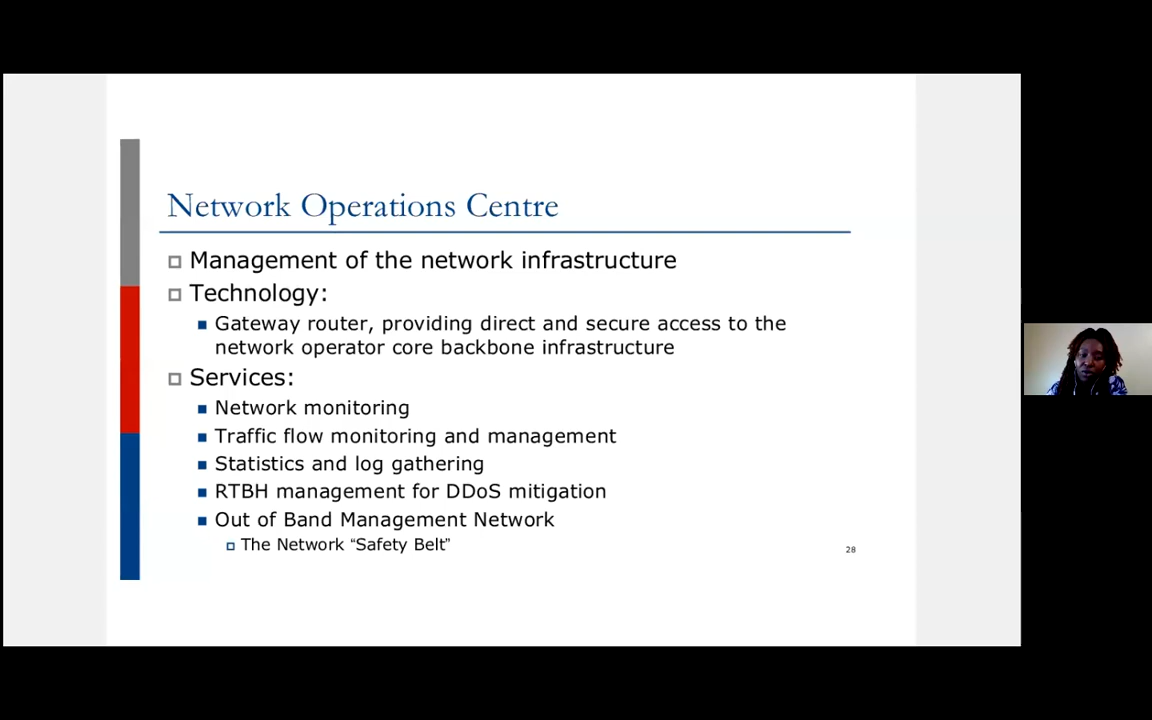 Network Operations Centre
Management of the network infrastructure
Technology:
Gateway router, providing direct and secure access to the
network operator core backbone infrastructure
Services:
Network monitoring
Traffic flow monitoring and management
Statistics and log gathering
RTBH management for DDoS mitigation
Out of Band Management Network
The Network “Safety Belt”
28